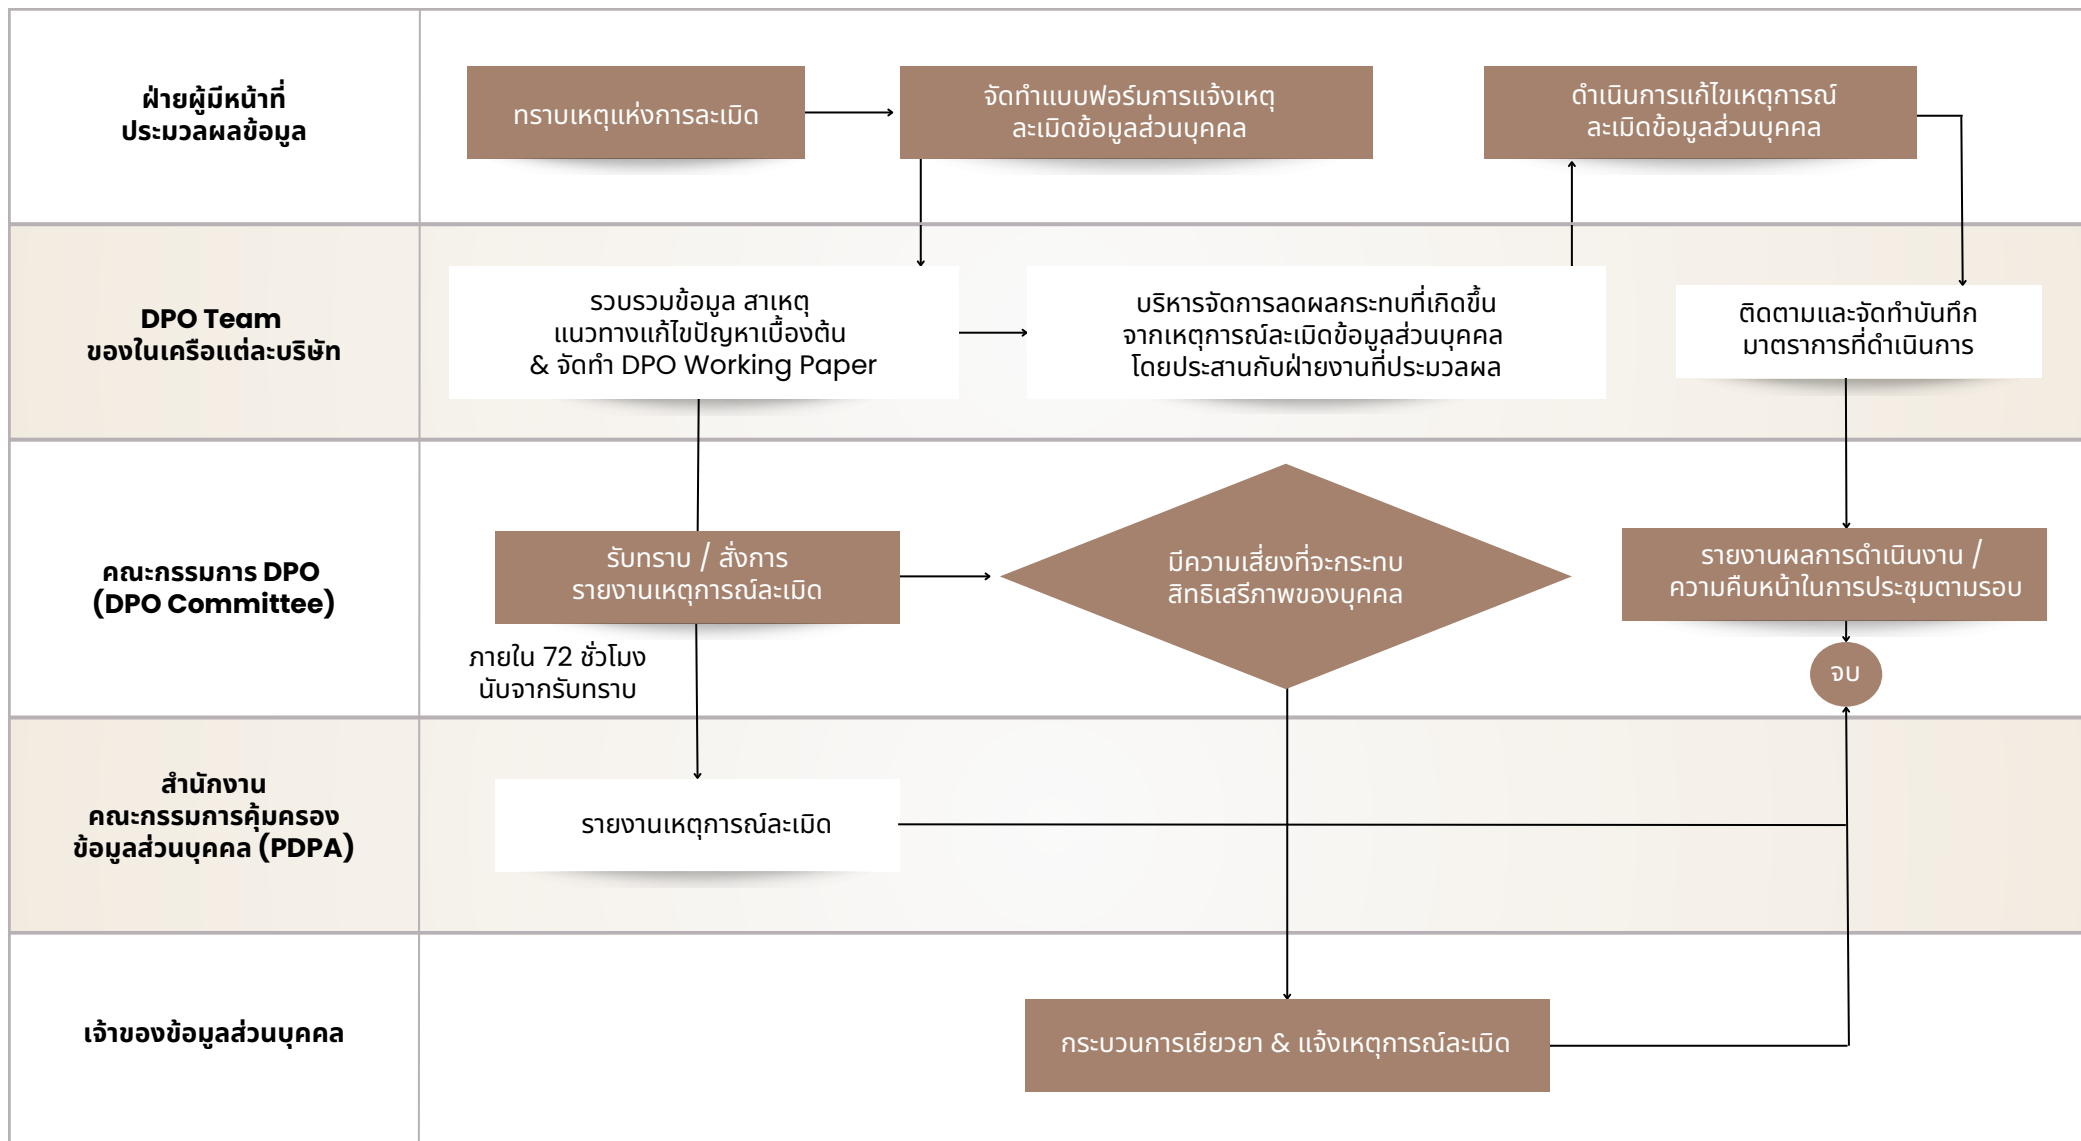 ฝ่ายผู้มีหน้าที่
ประมวลผลข้อมูล
ทราบเหตุแห่งการละเมิด
จัดทำแบบฟอร์มการแจ้งเหตุ
ละเมิดข้อมูลส่วนบุคคล
ดำเนินการแก้ไขเหตุการณ์
ละเมิดข้อมูลส่วนบุคคล
DPO Team
ของในเครือแต่ละบริษัท
รวบรวมข้อมูล สาเหตุ
แนวทางแก้ไขปัญหาเบื้องต้น
& จัดทำ DPO Working Paper
บริหารจัดการลดผลกระทบที่เกิดขึ้น
จากเหตุการณ์ละเมิดข้อมูลส่วนบุคคล
โดยประสานกับฝ่ายงานที่ประมวลผล
ติดตามและจัดทำบันทึก
มาตราการที่ดำเนินการ
คณะกรรมการ DPO
(DPO Committee)
รับทราบ / สั่งการ
รายงานเหตุการณ์ละเมิด
มีความเสี่ยงที่จะกระทบ
สิทธิเสรีภาพของบุคคล
รายงานผลการดำเนินงาน /
ความคืบหน้าในการประชุมตามรอบ
ภายใน 72 ชั่วโมง
นับจากรับทราบ
จบ
สำนักงาน
คณะกรรมการคุ้มครอง
ข้อมูลส่วนบุคคล (PDPA)
รายงานเหตุการณ์ละเมิด
เจ้าของข้อมูลส่วนบุคคล
กระบวนการเยียวยา & แจ้งเหตุการณ์ละเมิด